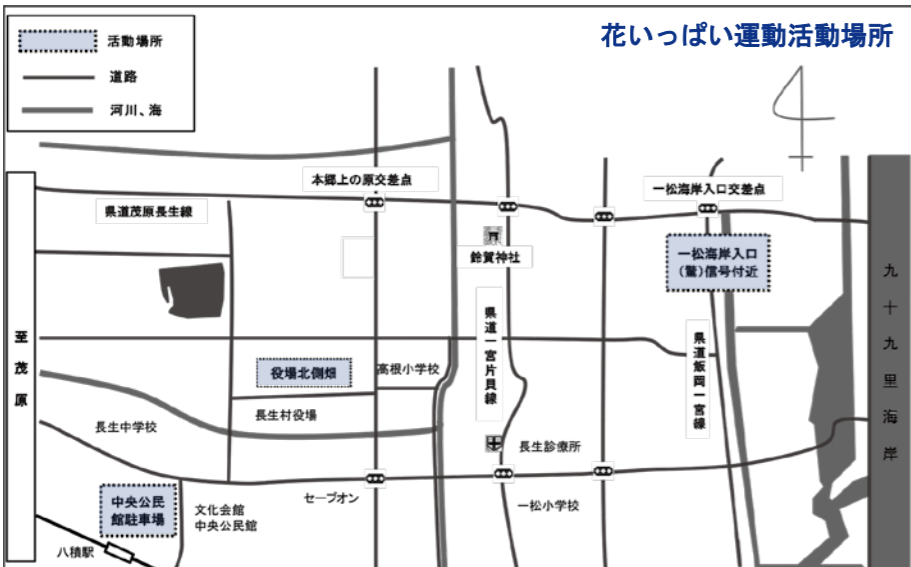 花いっぱい運動活動場所
活動場所
道路
河川、海
本郷上の原交差点
一松海岸入口交差点
県道茂原長生線
鈴賀神社
一松海岸入口
(鷲)信号付近
九十九里海岸
至茂原
県道一宮片貝線
県道飯岡一宮線
役場北側畑
高根小学校
長生村役場
長生中学校
長生診療所
中央公民
館駐車場
文化会館
中央公民館
セーブオン
一松小学校
八積駅